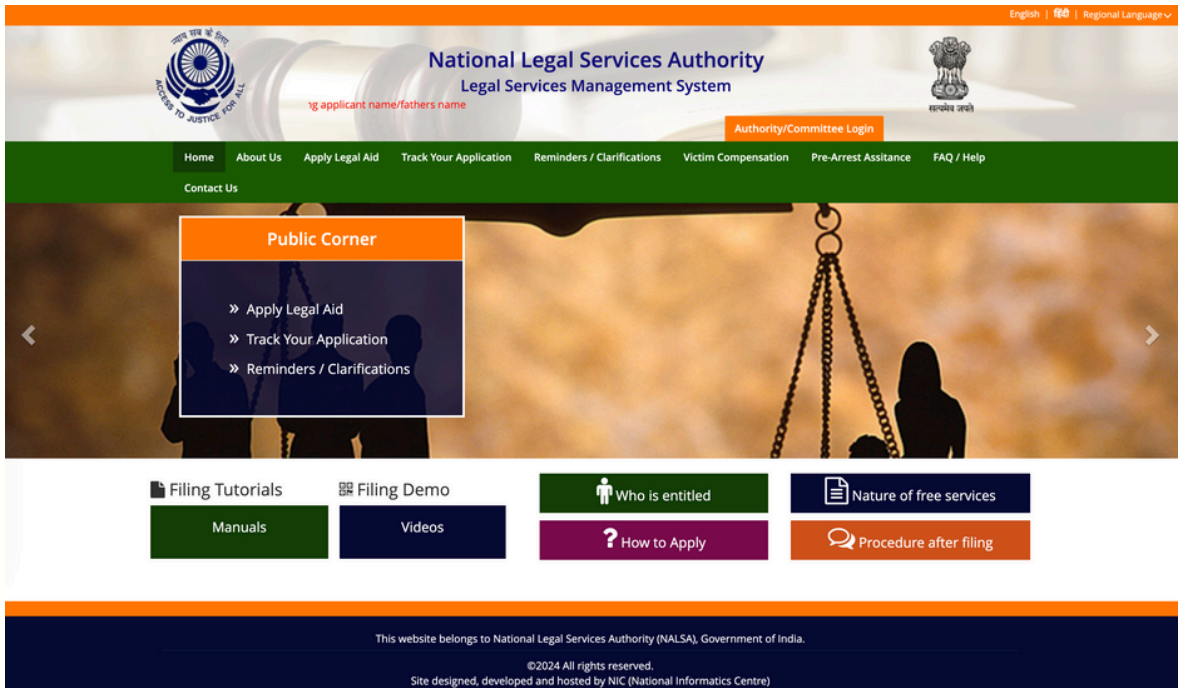 English | हिंदी | Regional Language
न्याय सब के लिए
ACCESS TO JUSTICE FOR ALL
National Legal Services Authority
Legal Services Management System
सत्यमेव जयते
ng applicant name/fathers name
Authority/Committee Login
Home About Us Apply Legal Aid Track Your Application Reminders / Clarifications Victim Compensation Pre-Arrest Assitance FAQ / Help
Contact Us
Public Corner
» Apply Legal Aid
» Track Your Application
» Reminders / Clarifications
Filing Tutorials Filing Demo
Who is entitled Nature of free services
Manuals Videos
? How to Apply Procedure after filing
This website belongs to National Legal Services Authority (NALSA), Government of India.
©2024 All rights reserved.
Site designed, developed and hosted by NIC (National Informatics Centre)